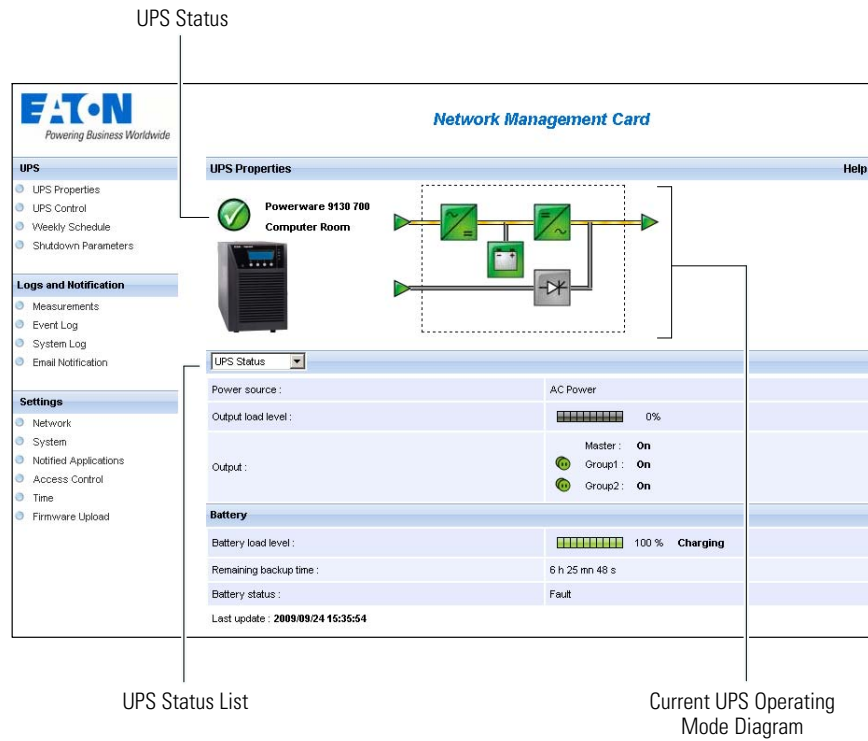 UPS Status
EATON
Powering Business Worldwide
Network Management Card
UPS
UPS Properties
UPS Control
Weekly Schedule
Shutdown Parameters
Logs and Notification
Measurements
Event Log
System Log
Email Notification
Settings
Network
System
Notified Applications
Access Control
Time
Firmware Upload
UPS Properties Help
Powerware 9130 700
Computer Room
UPS Status
Power source : AC Power
Output load level : 0%
Output :
Master : On
Group1 : On
Group2 : On
Battery
Battery load level : 100 % Charging
Remaining backup time : 6 h 25 mn 48 s
Battery status : Fault
Last update : 2009/09/24 15:35:54
UPS Status List
Current UPS Operating
Mode Diagram